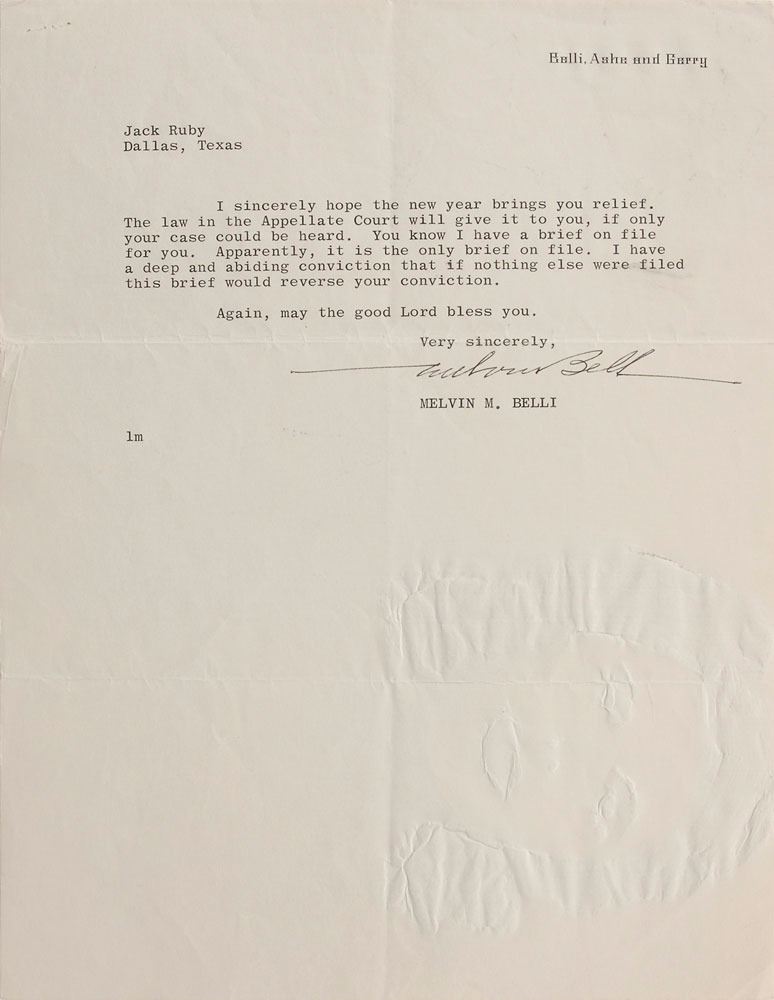 Belli, Ashe and Gerry
Jack Ruby
Dallas, Texas
I sincerely hope the new year brings you relief.
The law in the Appellate Court will give it to you, if only
your case could be heard. You know I have a brief on file
for you. Apparently, it is the only brief on file. I have
a deep and abiding conviction that if nothing else were filed
this brief would reverse your conviction.
Again, may the good Lord bless you.
Very sincerely,
Melvin Belli
MELVIN M. BELLI
lm